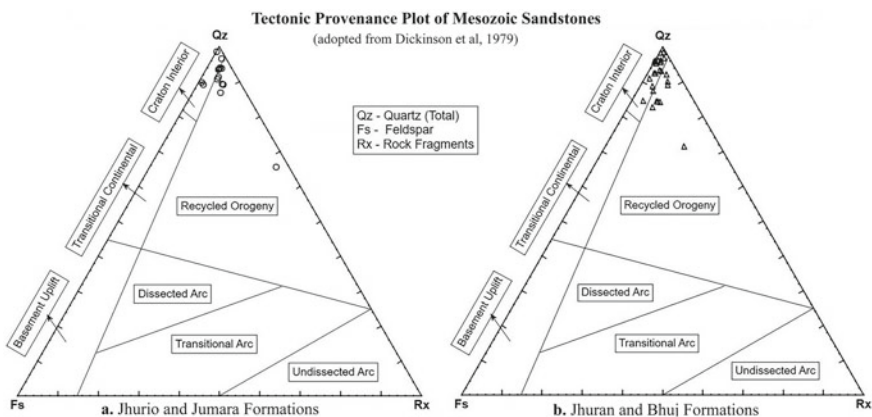 Tectonic Provenance Plot of Mesozoic Sandstones
(adopted from Dickinson et al, 1979)
Qz
Craton Interior
Transitional Continental
Basement Uplift
Recycled Orogeny
Dissected Arc
Transitional Arc
Undissected Arc
Fs
Rx
a. Jhurio and Jumara Formations
Qz - Quartz (Total)
Fs - Feldspar
Rx - Rock Fragments
Qz
Craton Interior
Transitional Continental
Basement Uplift
Recycled Orogeny
Dissected Arc
Transitional Arc
Undissected Arc
Fs
Rx
b. Jhuran and Bhuj Formations